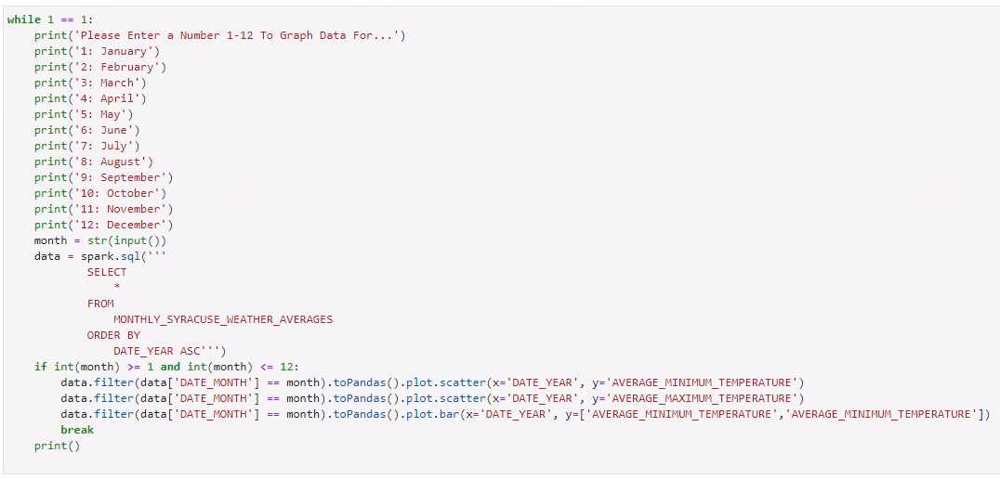 while 1 == 1:
    print('Please Enter a Number 1-12 To Graph Data For...')
    print('1: January')
    print('2: February')
    print('3: March')
    print('4: April')
    print('5: May')
    print('6: June')
    print('7: July')
    print('8: August')
    print('9: September')
    print('10: October')
    print('11: November')
    print('12: December')
    month = str(input())
    data = spark.sql('''
            SELECT
                *
            FROM
                MONTHLY_SYRACUSE_WEATHER_AVERAGES
            ORDER BY
                DATE_YEAR ASC''')
    if int(month) >= 1 and int(month) <= 12:
        data.filter(data['DATE_MONTH'] == month).toPandas().plot.scatter(x='DATE_YEAR', y='AVERAGE_MINIMUM_TEMPERATURE')
        data.filter(data['DATE_MONTH'] == month).toPandas().plot.scatter(x='DATE_YEAR', y='AVERAGE_MAXIMUM_TEMPERATURE')
        data.filter(data['DATE_MONTH'] == month).toPandas().plot.bar(x='DATE_YEAR', y=['AVERAGE_MINIMUM_TEMPERATURE','AVERAGE_MINIMUM_TEMPERATURE'])
        break
    print()